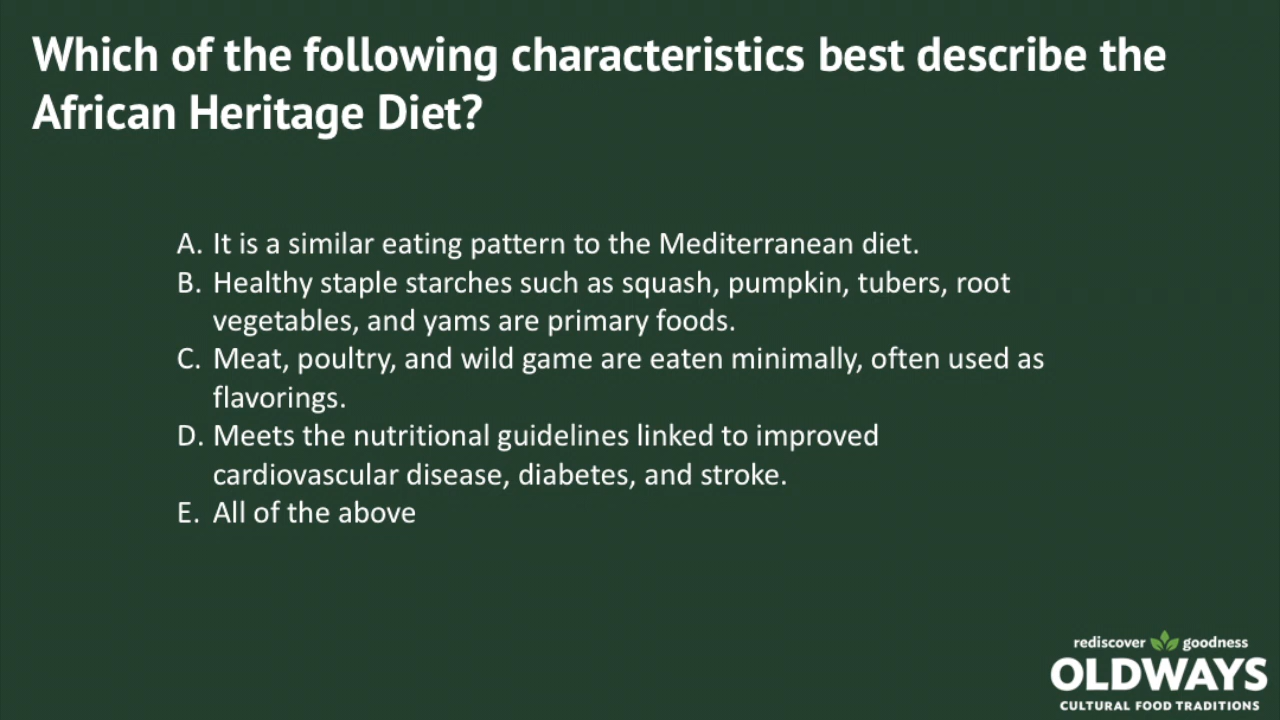 Which of the following characteristics best describe the
African Heritage Diet?
A. It is a similar eating pattern to the Mediterranean diet.
B. Healthy staple starches such as squash, pumpkin, tubers, root
vegetables, and yams are primary foods.
C. Meat, poultry, and wild game are eaten minimally, often used as
flavorings.
D. Meets the nutritional guidelines linked to improved
cardiovascular disease, diabetes, and stroke.
E. All of the above
rediscover goodness
OLDWAYS
CULTURAL FOOD TRADITIONS